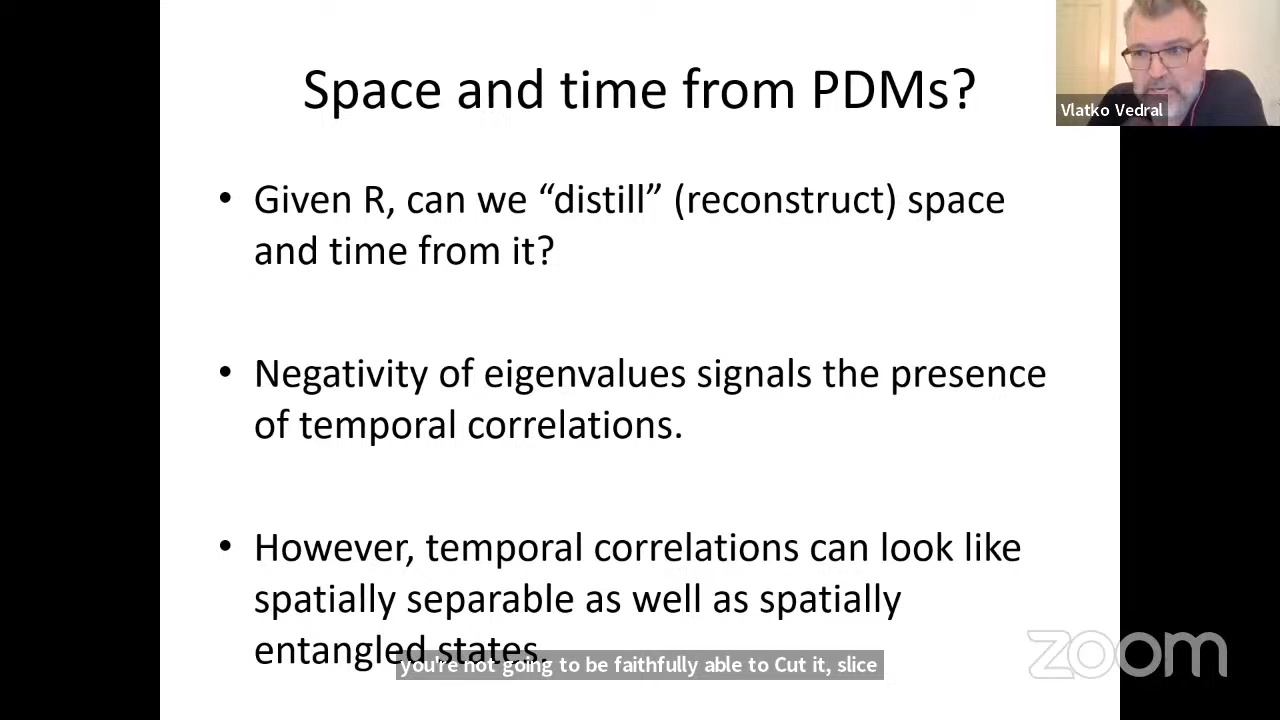 Space and time from PDMs?
Vlatko Vedral
• Given R, can we “distill” (reconstruct) space
and time from it?
• Negativity of eigenvalues signals the presence
of temporal correlations.
• However, temporal correlations can look like
spatially separable as well as spatially
entangled states.
you're not going to be faithfully able to Cut it, slice
zoom